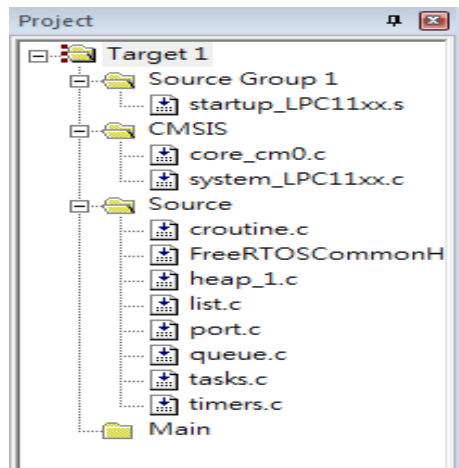 Project
Target 1
Source Group 1
startup_LPC11xx.s
CMSIS
core_cm0.c
system_LPC11xx.c
Source
croutine.c
FreeRTOSCommonH
heap_1.c
list.c
port.c
queue.c
tasks.c
timers.c
Main